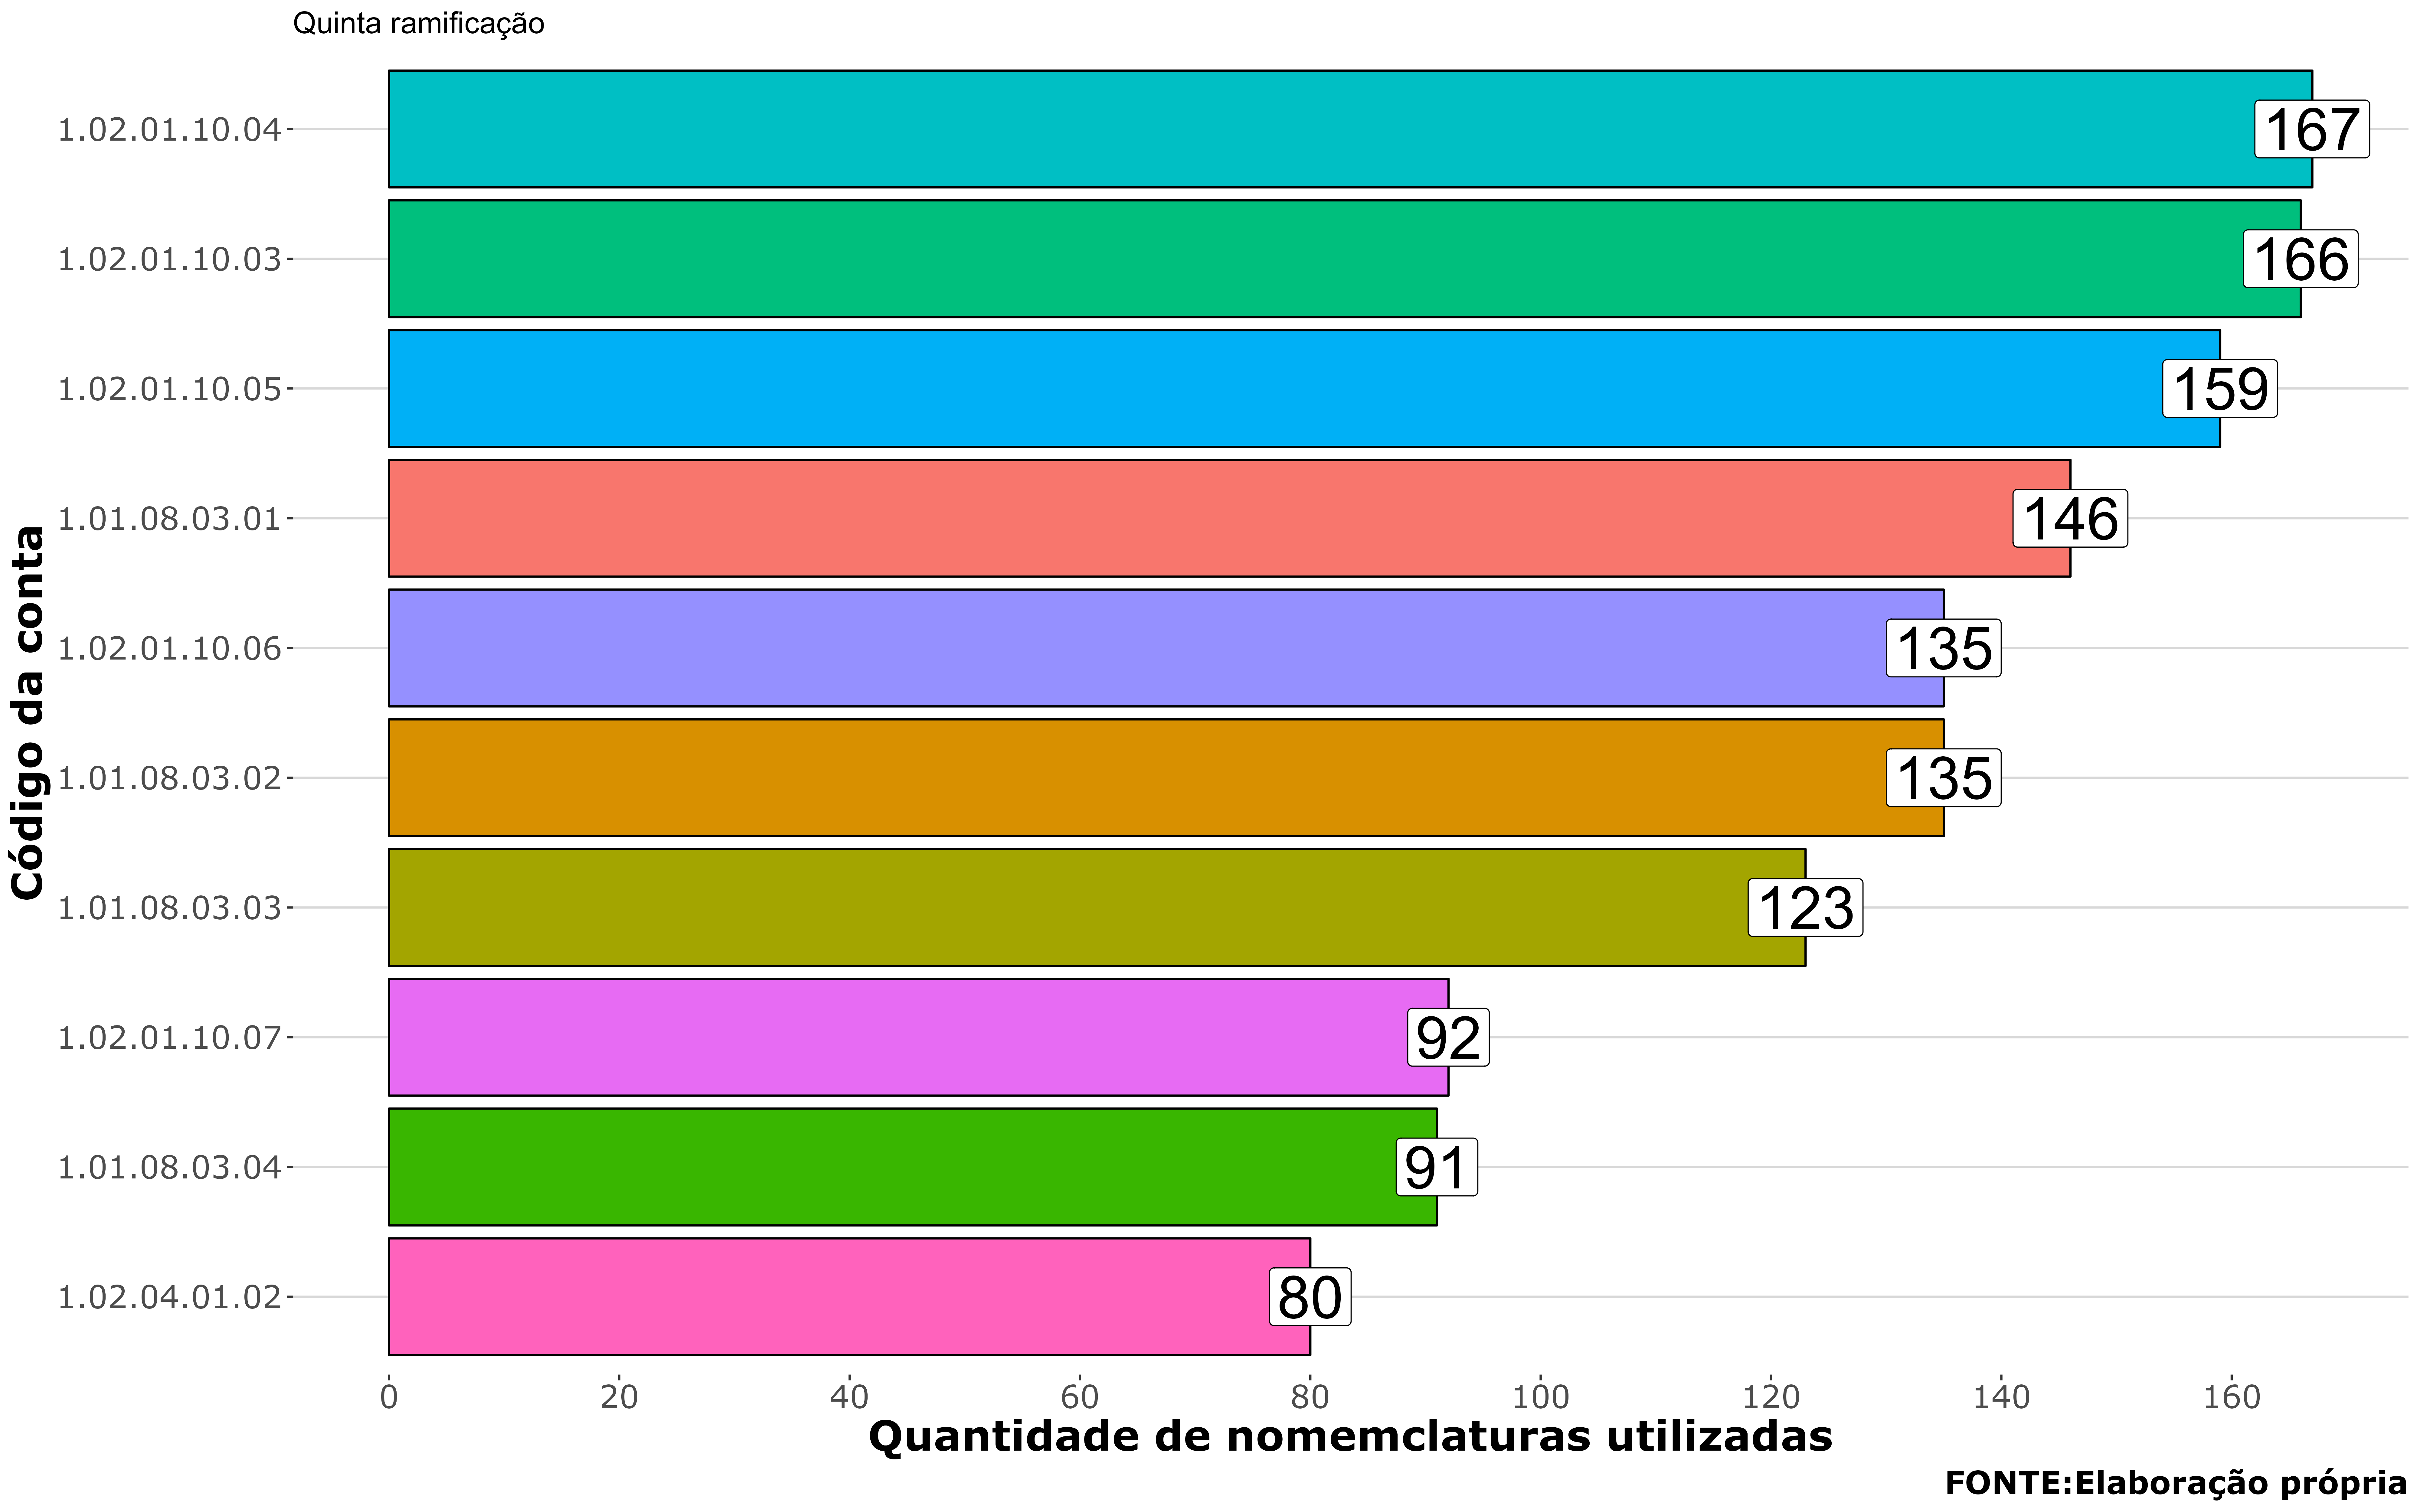 Quinta ramificação
1.02.01.10.04 167
1.02.01.10.03 166
1.02.01.10.05 159
1.01.08.03.01 146
1.02.01.10.06 135
1.01.08.03.02 135
1.01.08.03.03 123
1.02.01.10.07 92
1.01.08.03.04 91
1.02.04.01.02 80
Código da conta
0 20 40 60 80 100 120 140 160
Quantidade de nomemclaturas utilizadas
FONTE:Elaboração própria